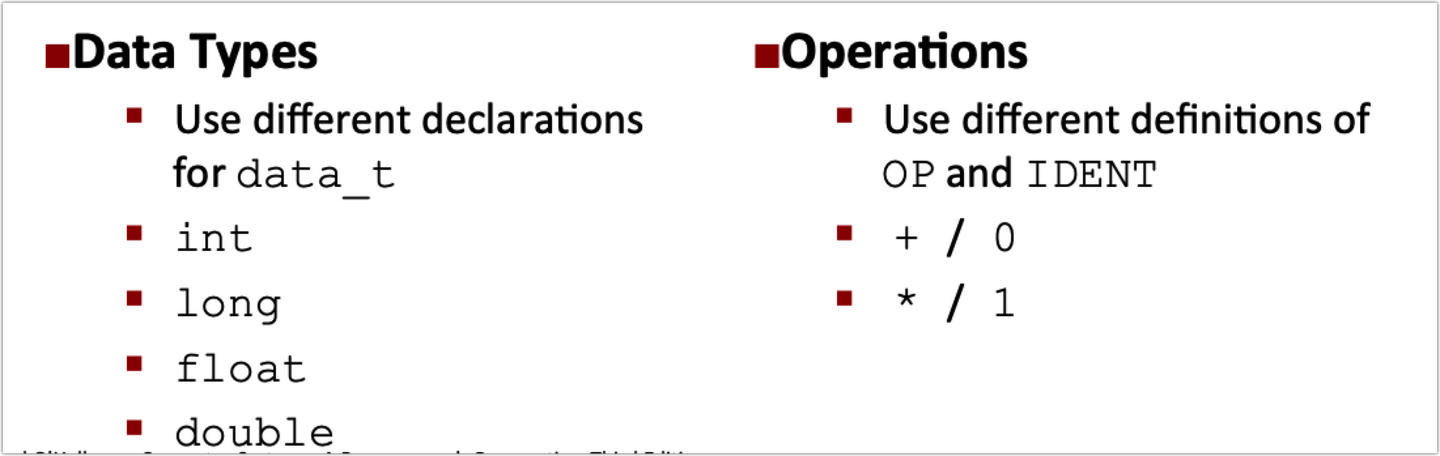 Data Types
Use different declarations
for data_t
int
long
float
double
Operations
Use different definitions of
OP and IDENT
+ / 0
* / 1